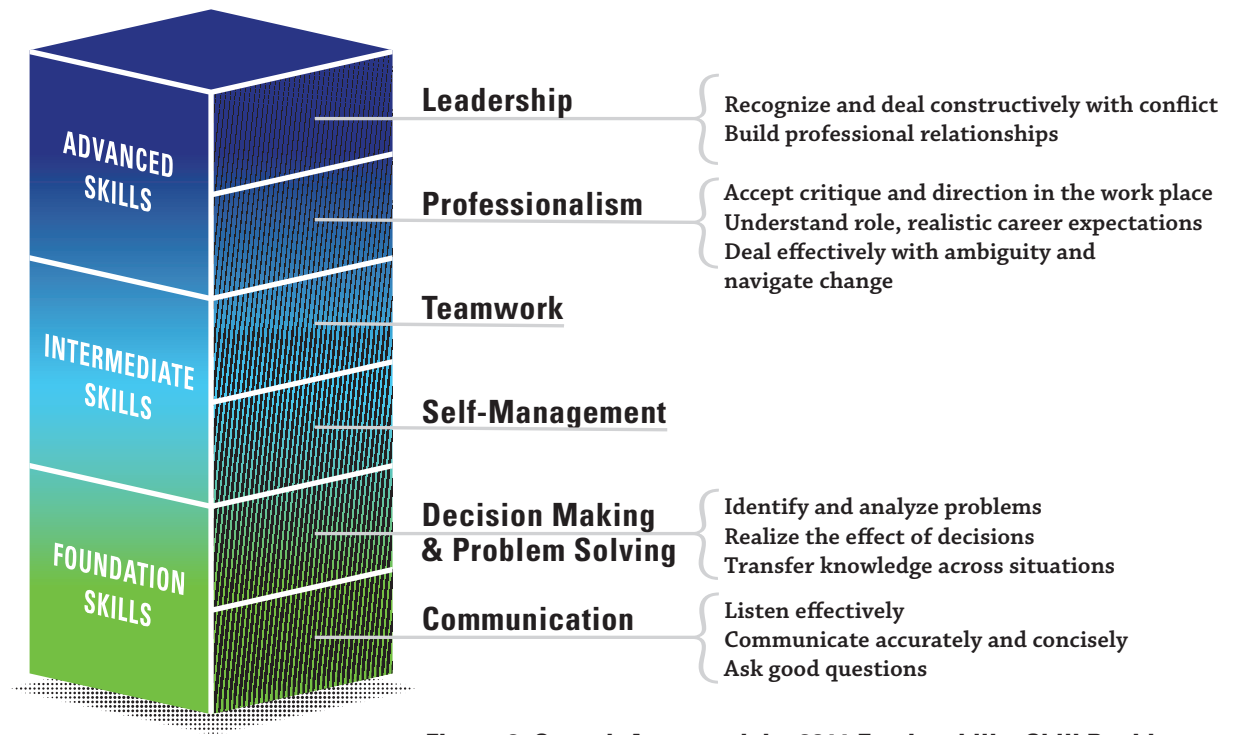 ADVANCED
SKILLS
Leadership
Recognize and deal constructively with conflict
Build professional relationships
Professionalism
Accept critique and direction in the work place
Understand role, realistic career expectations
Deal effectively with ambiguity and
navigate change
INTERMEDIATE
SKILLS
Teamwork
Self-Management
FOUNDATION
SKILLS
Decision Making
& Problem Solving
Identify and analyze problems
Realize the effect of decisions
Transfer knowledge across situations
Communication
Listen effectively
Communicate accurately and concisely
Ask good questions